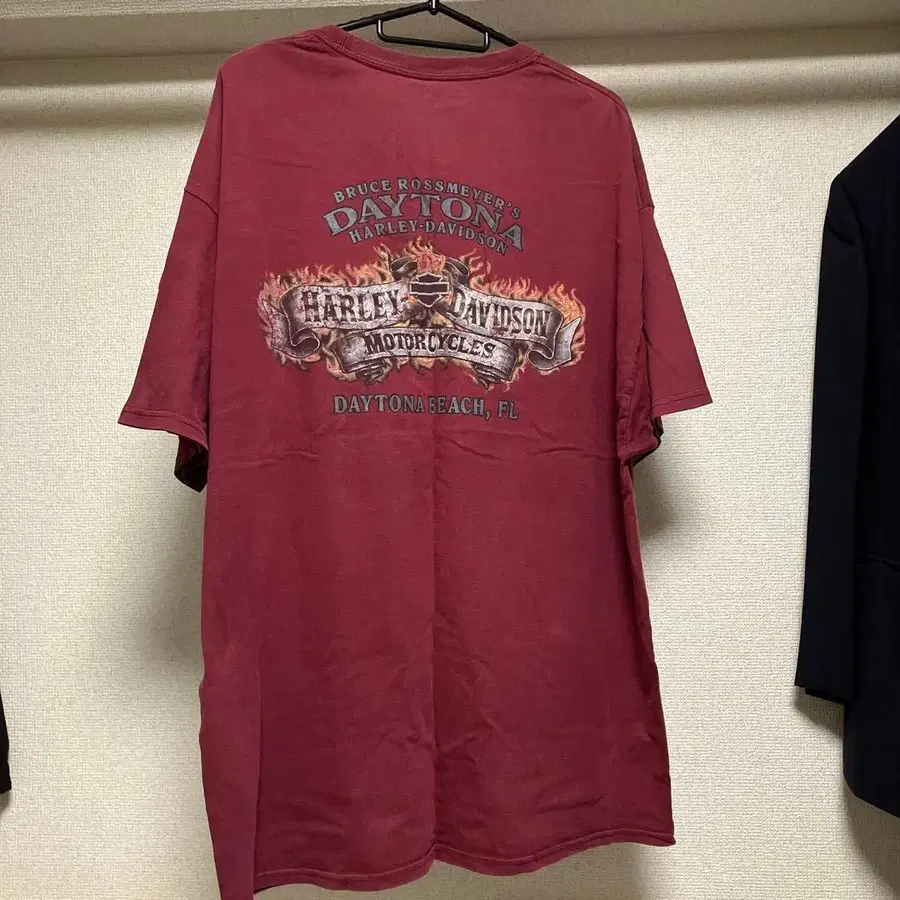 BRUCE ROSSMEYER'S
DAYTONA
HARLEY-DAVIDSON
HARLEY-DAVIDSON
MOTORCYCLES
DAYTONA BEACH, FL